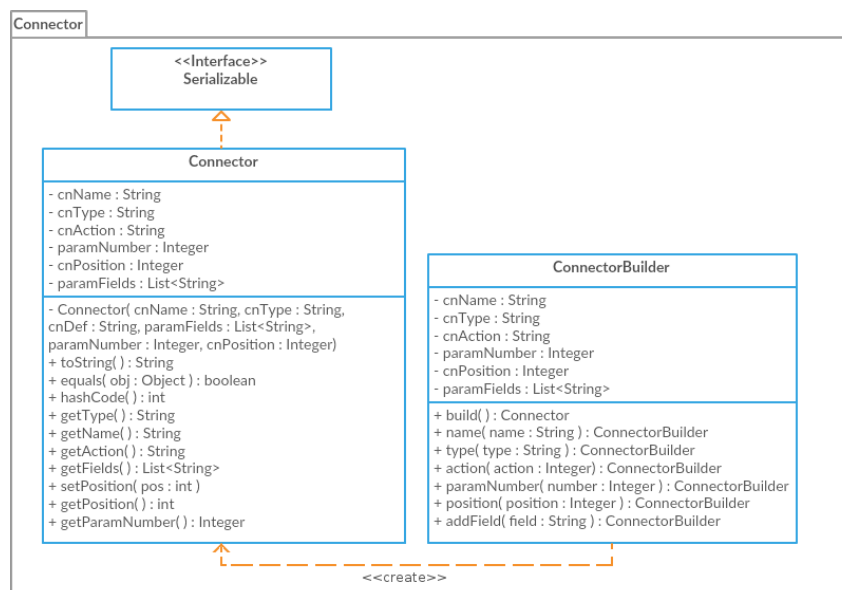 Connector
<<Interface>>
Serializable
Connector
- cnName : String
- cnType : String
- cnAction : String
- paramNumber : Integer
- cnPosition : Integer
- paramFields : List<String>
- Connector( cnName : String, cnType : String,
cnDef : String, paramFields : List<String>,
paramNumber : Integer, cnPosition : Integer)
+ toString( ) : String
+ equals( obj : Object ) : boolean
+ hashCode( ) : int
+ getType( ) : String
+ getName( ) : String
+ getAction( ) : String
+ getFields( ) : List<String>
+ setPosition( pos : int )
+ getPosition( ) : int
+ getParamNumber( ) : Integer
ConnectorBuilder
- cnName : String
- cnType : String
- cnAction : String
- paramNumber : Integer
- cnPosition : Integer
- paramFields : List<String>
+ build( ) : Connector
+ name( name : String ) : ConnectorBuilder
+ type( type : String ) : ConnectorBuilder
+ action( action : Integer) : ConnectorBuilder
+ paramNumber( number : Integer ) : ConnectorBuilder
+ position( position : Integer ) : ConnectorBuilder
+ addField( field : String ) : ConnectorBuilder
<<create>>